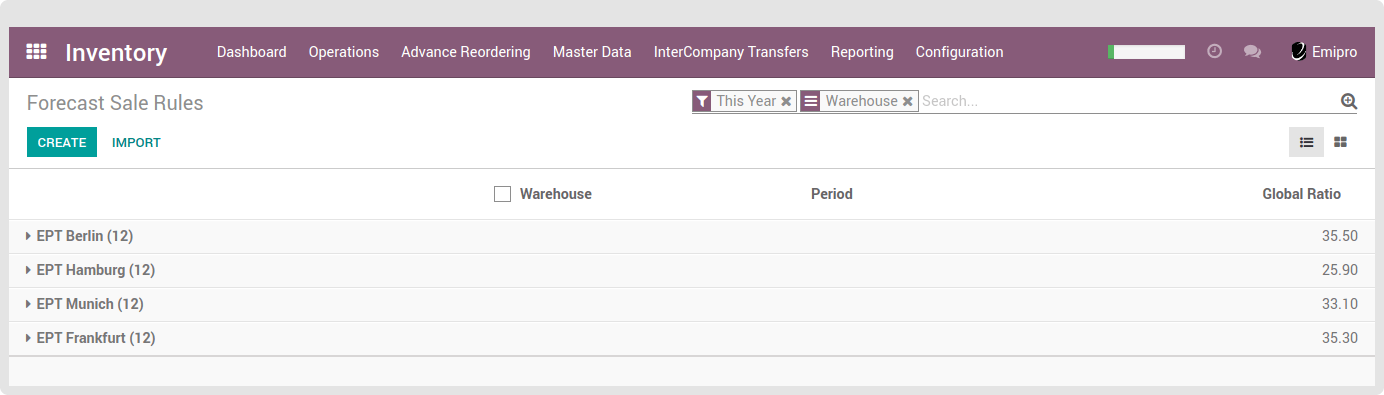 Inventory Dashboard Operations Advance Reordering Master Data InterCompany Transfers Reporting Configuration Emipro
Forecast Sale Rules This Year Warehouse Search...
CREATE IMPORT
Warehouse Period Global Ratio
EPT Berlin (12) 35.50
EPT Hamburg (12) 25.90
EPT Munich (12) 33.10
EPT Frankfurt (12) 35.30